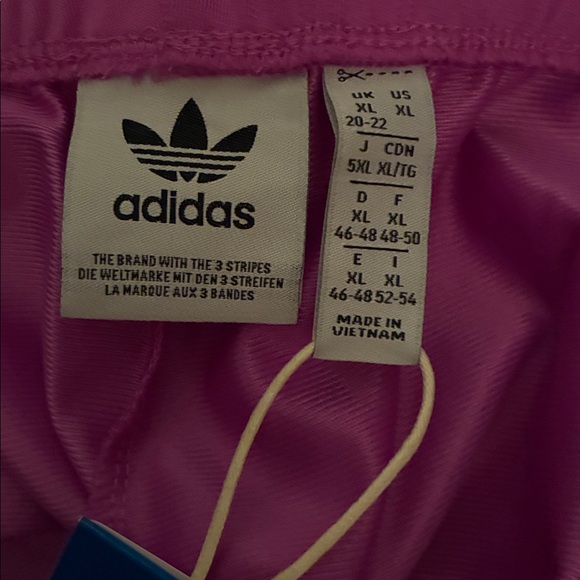 adidas
THE BRAND WITH THE 3 STRIPES
DIE WELTMARKE MIT DEN 3 STREIFEN
LA MARQUE AUX 3 BANDES
UK US
XL XL
20-22
J CDN
5XL XL/TG
D F
XL XL
46-48 48-50
E I
XL XL
46-48 52-54
MADE IN
VIETNAM